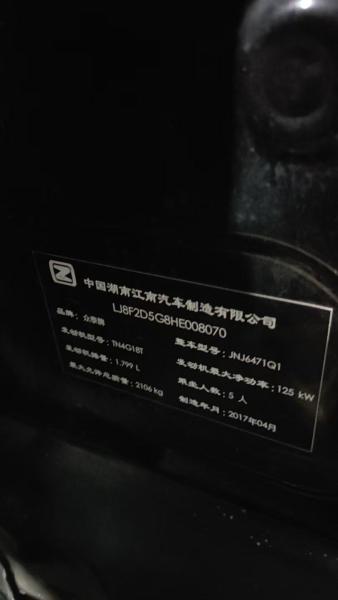 Z
中国湖南江南汽车制造有限公司
LJ8F2D5G8HE008070
品牌：众泰牌 整车型号：JNJ6471Q1
发动机型号：TN4G18T 发动机最大净功率：125 kW
发动机排量：1.799 L 乘坐人数：5 人
最大允许总质量：2106 kg 制造年月：2017年04月